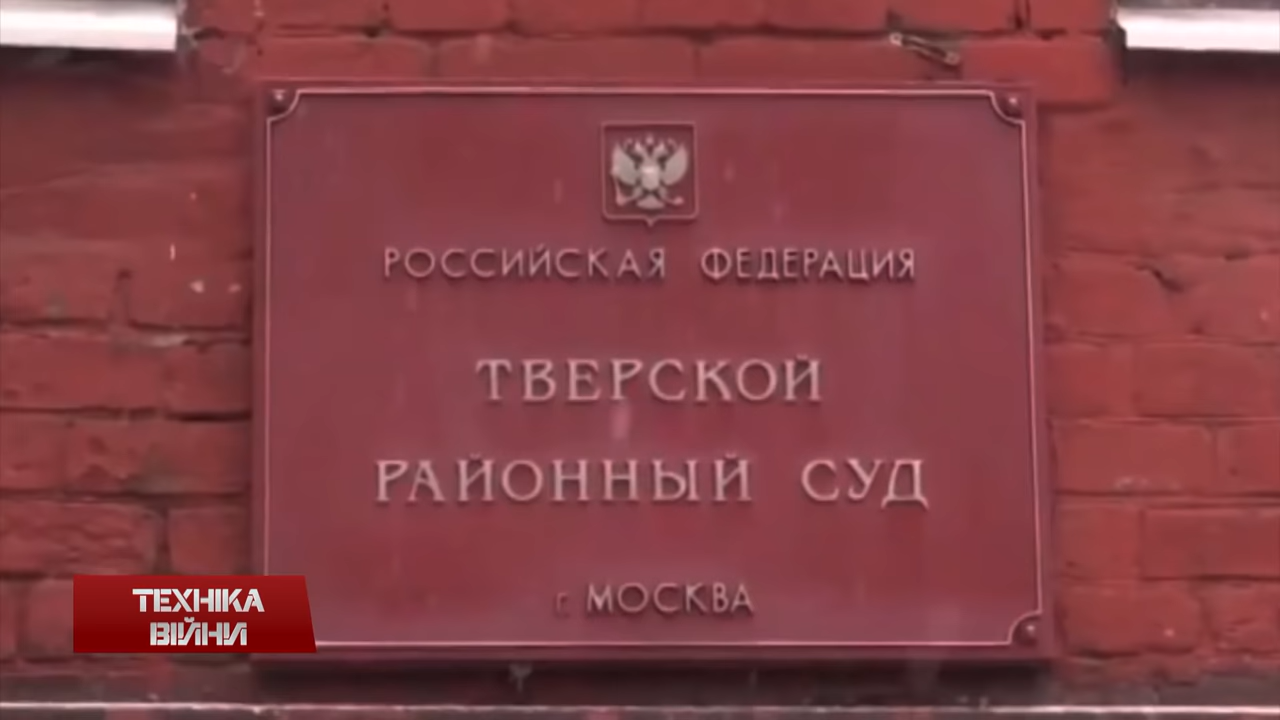 РОССИЙСКАЯ ФЕДЕРАЦИЯ
ТВЕРСКОЙ
РАЙОННЫЙ СУД
г. МОСКВА
ТЕХНІКА
ВІЙНИ